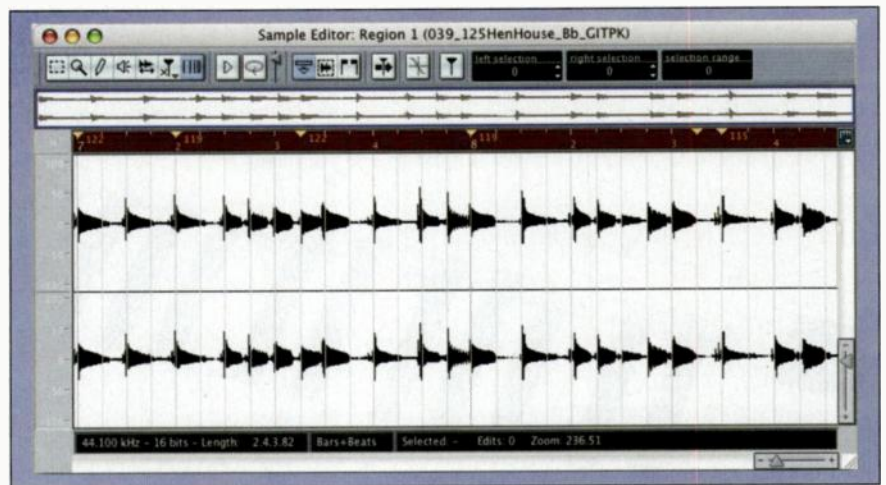 Sample Editor: Region 1 (039_125HenHouse_Bb_GITPK)
left selection right selection selection range
0 0 0
122 119 122 119 115
7 2 3 4 8 2 3 4
44.100 kHz - 16 bits - Length: 2.4.3.82 Bars+Beats Selected: - Edits: 0 Zoom: 236.51